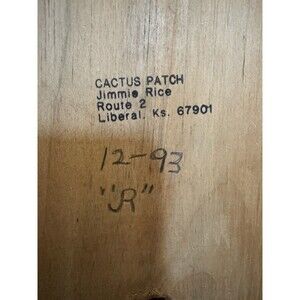 CACTUS PATCH
Jimmie Rice
Route 2
Liberal, Ks. 67901
12-93
"JR"